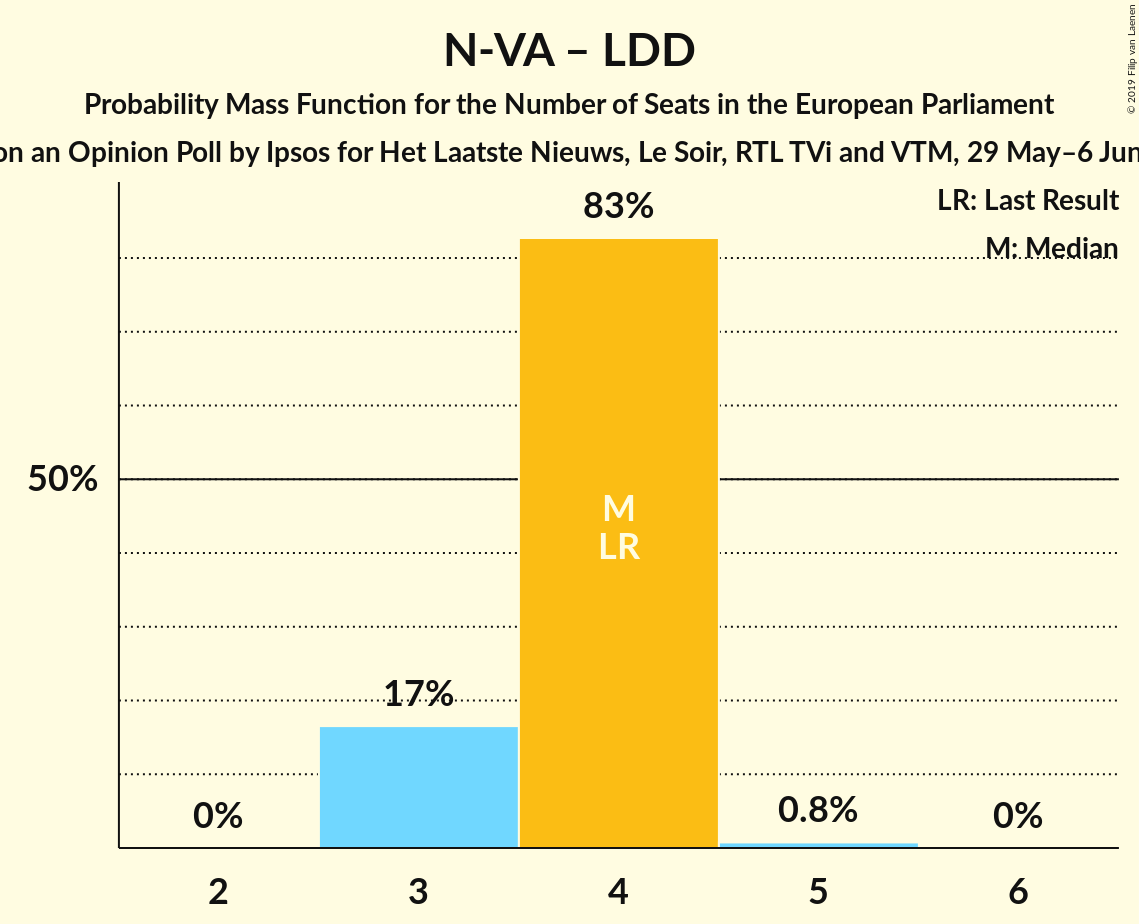 N-VA – LDD
Probability Mass Function for the Number of Seats in the European Parliament
on an Opinion Poll by Ipsos for Het Laatste Nieuws, Le Soir, RTL TVi and VTM, 29 May–6 Jun
© 2019 Filip van Laenen
LR: Last Result
M: Median
83%
50%
M
LR
17%
0%
0.8%
0%
2
3
4
5
6